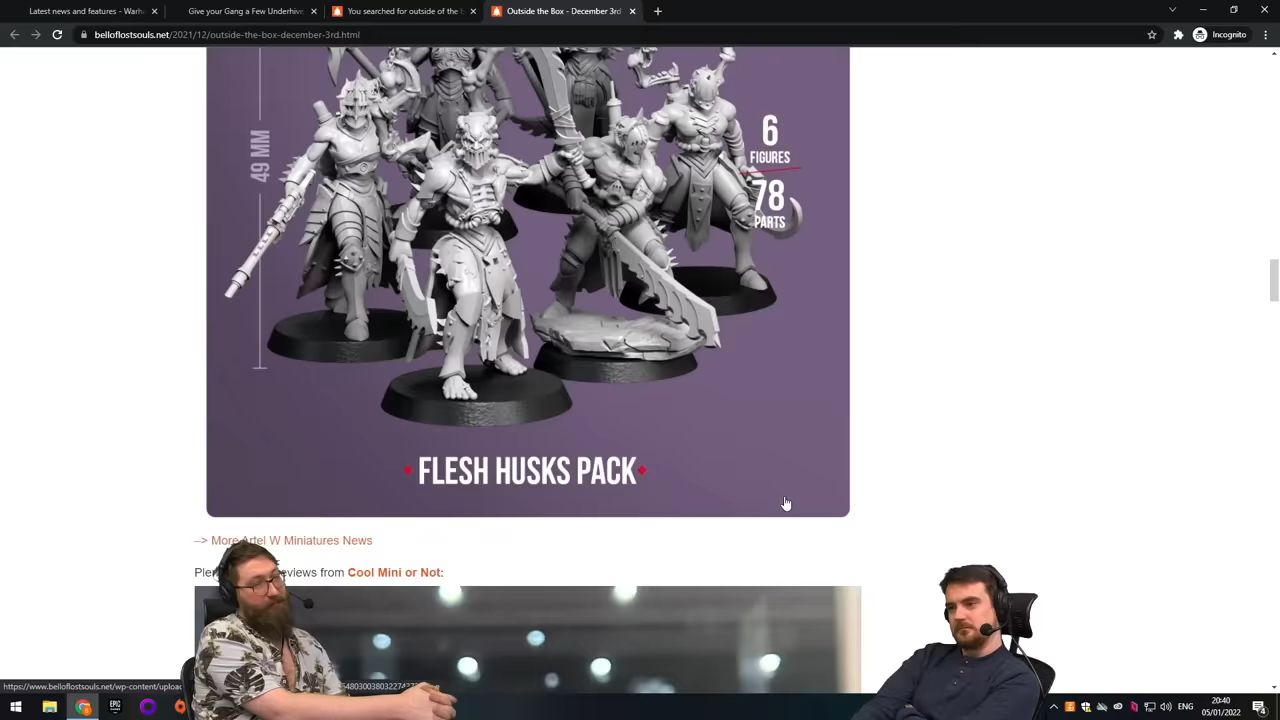 Latest news and features - Warh
Give your Gang a Few Underhive
You searched for outside of the
Outside the Box - December 3rd
belloflostsouls.net/2021/12/outside-the-box-december-3rd.html
Incognito
49 MM
6
FIGURES
78
PARTS
FLESH HUSKS PACK
–> More Artel W Miniatures News
eviews from Cool Mini or Not:
https://www.belloflostsouls.net/wp-content/upload
EPIC
ENG
20:40
05/01/2022
4